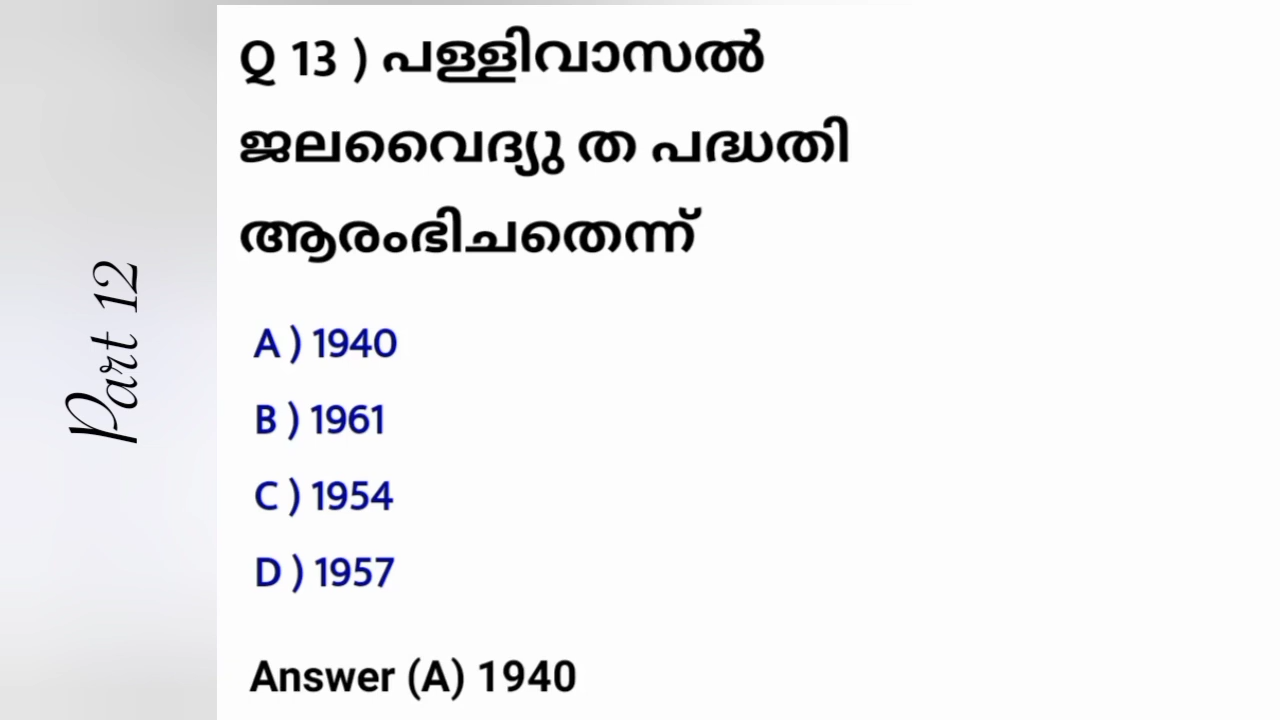 Part 12
Q 13 ) പള്ളിവാസൽ
ജലവൈദ്യു ത പദ്ധതി
ആരംഭിചതെന്ന്
A ) 1940
B ) 1961
C ) 1954
D ) 1957
Answer (A) 1940